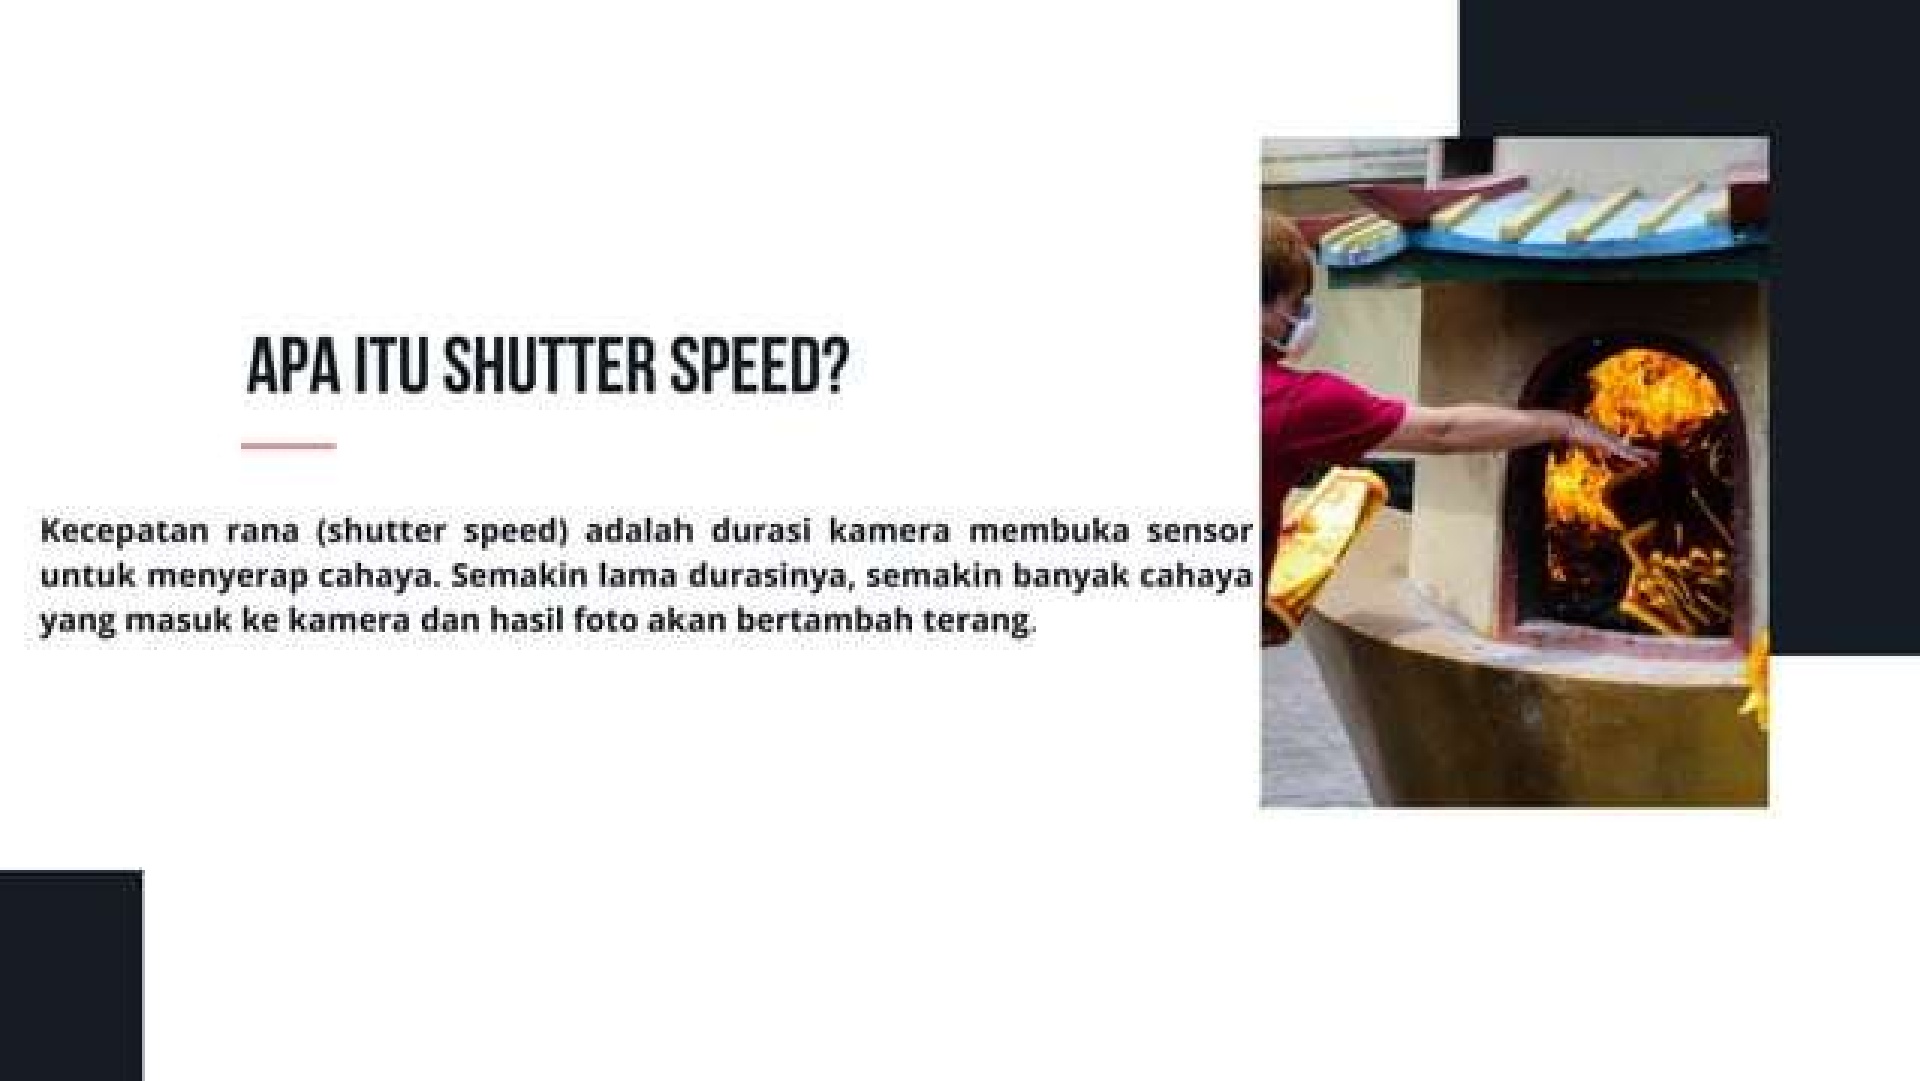 APA ITU SHUTTER SPEED?
Kecepatan rana (shutter speed) adalah durasi kamera membuka sensor
untuk menyerap cahaya. Semakin lama durasinya, semakin banyak cahaya
yang masuk ke kamera dan hasil foto akan bertambah terang.